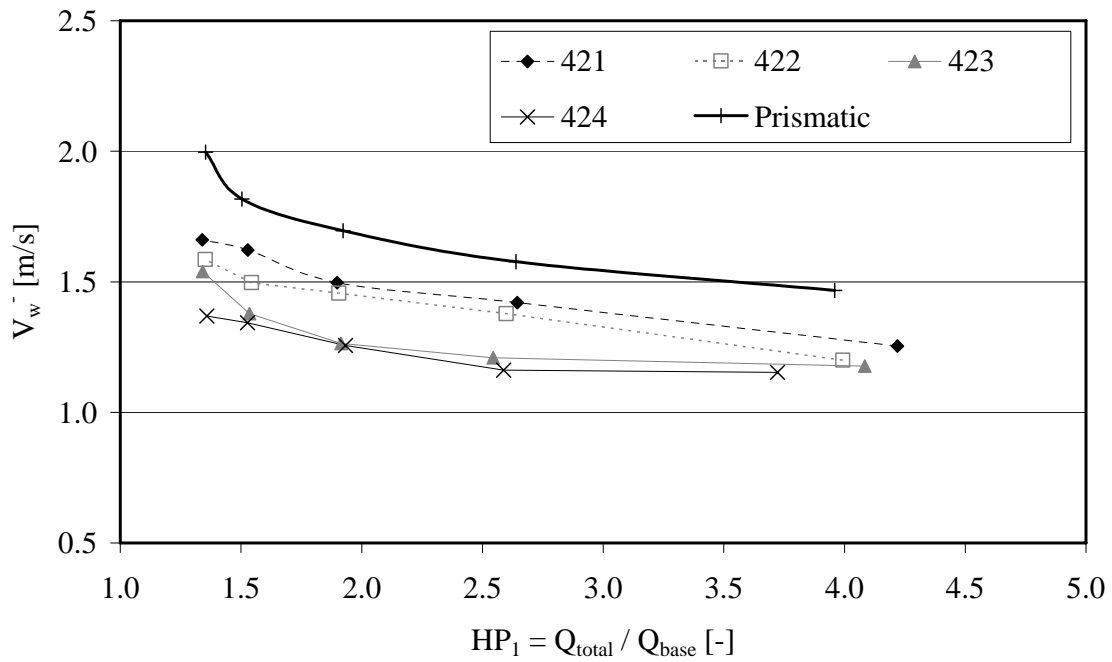 2.5
421 422 423
424 Prismatic
2.0
1.5
1.0
0.5
V_w^- [m/s]
1.0 1.5 2.0 2.5 3.0 3.5 4.0 4.5 5.0
HP_1 = Q_total / Q_base [-]